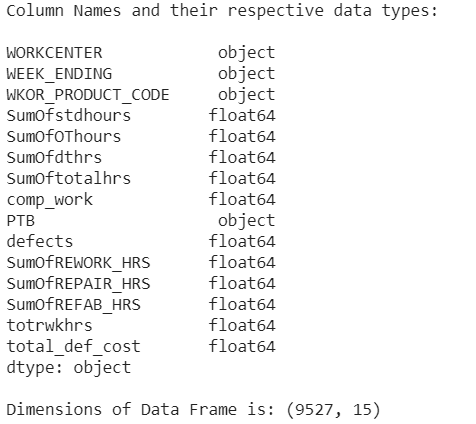 Column Names and their respective data types:
WORKCENTER object
WEEK_ENDING object
WKOR_PRODUCT_CODE object
SumOfstdhours float64
SumOfOThours float64
SumOfdthrs float64
SumOftotalhrs float64
comp_work float64
PTB object
defects float64
SumOfREWORK_HRS float64
SumOfREPAIR_HRS float64
SumOfREFAB_HRS float64
totrwkhrs float64
total_def_cost float64
dtype: object
Dimensions of Data Frame is: (9527, 15)